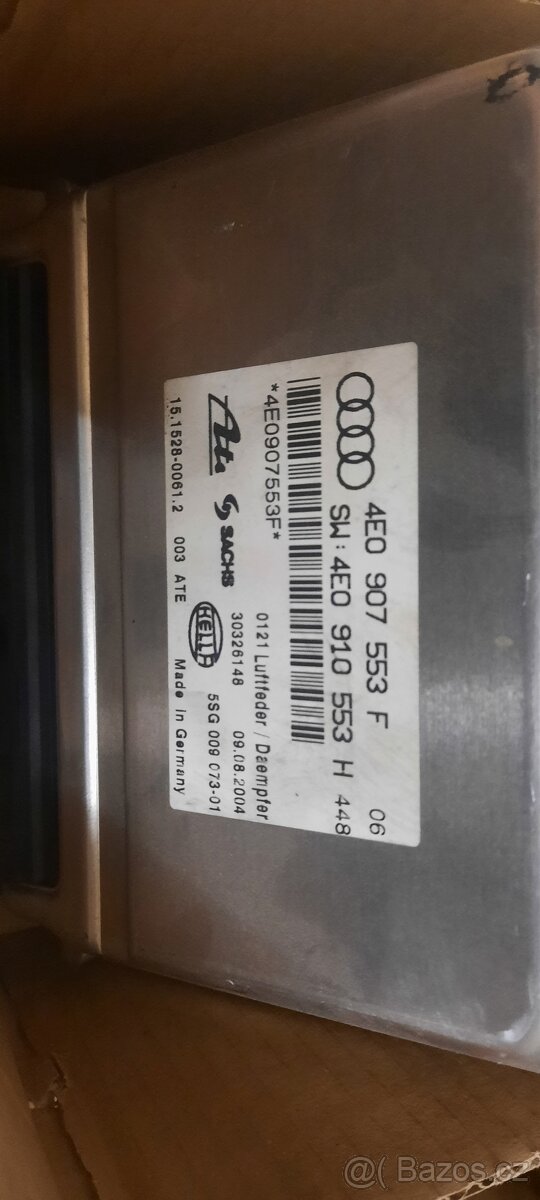 4E0 907 553 F 06
SW: 4E0 910 553 H 448
*4E0907553F*
0121 Luftfeder / Daempfer
Ate SACHS 30326148 09.08.2004
HELLA 5SG 009 073-01
15.1528-0061.2 003 ATE Made in Germany
@( Bazos.cz